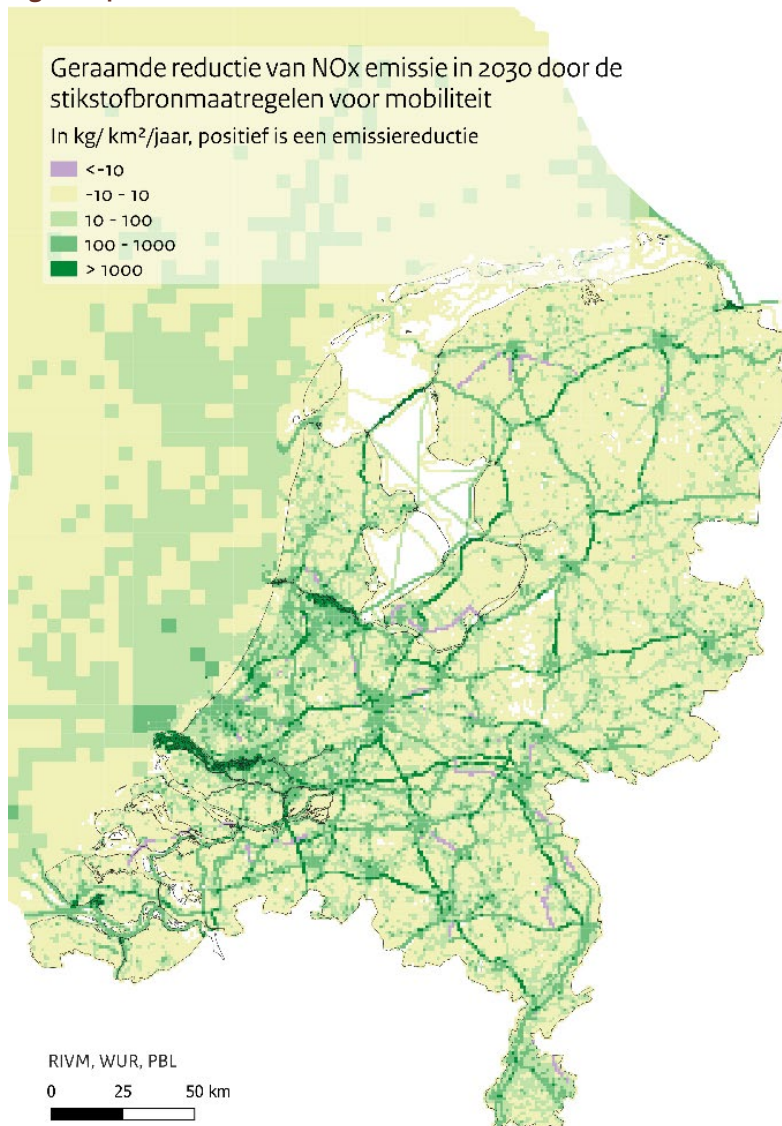 Geraamde reductie van NOx emissie in 2030 door de
stikstofbronmaatregelen voor mobiliteit
In kg/ km²/jaar, positief is een emissiereductie
<-10
-10 - 10
10 - 100
100 - 1000
> 1000
RIVM, WUR, PBL
0 25 50 km